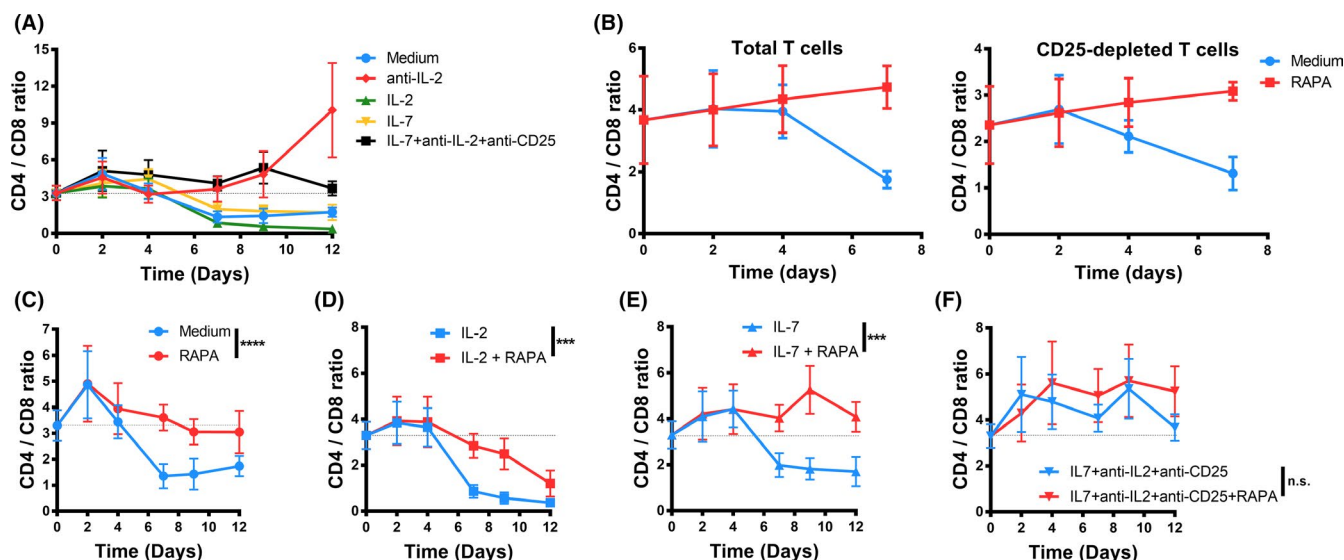 (A)
CD4 / CD8 ratio
15
12
9
6
3
0
0 2 4 6 8 10 12
Time (Days)
Medium
anti-IL-2
IL-2
IL-7
IL-7+anti-IL-2+anti-CD25
(B)
Total T cells
CD4 / CD8 ratio
6
4
2
0
0 2 4 6 8
Time (days)
CD25-depleted T cells
CD4 / CD8 ratio
4
3
2
1
0
0 2 4 6 8
Time (days)
Medium
RAPA
(C)
Medium
RAPA
****
CD4 / CD8 ratio
7
6
5
4
3
2
1
0
0 2 4 6 8 10 12
Time (Days)
(D)
IL-2
IL-2 + RAPA
***
CD4 / CD8 ratio
8
6
4
2
0
0 2 4 6 8 10 12
Time (Days)
(E)
IL-7
IL-7 + RAPA
***
CD4 / CD8 ratio
8
6
4
2
0
0 2 4 6 8 10 12
Time (Days)
(F)
CD4 / CD8 ratio
8
6
4
2
0
0 2 4 6 8 10 12
Time (Days)
IL7+anti-IL2+anti-CD25
IL7+anti-IL2+anti-CD25+RAPA
n.s.